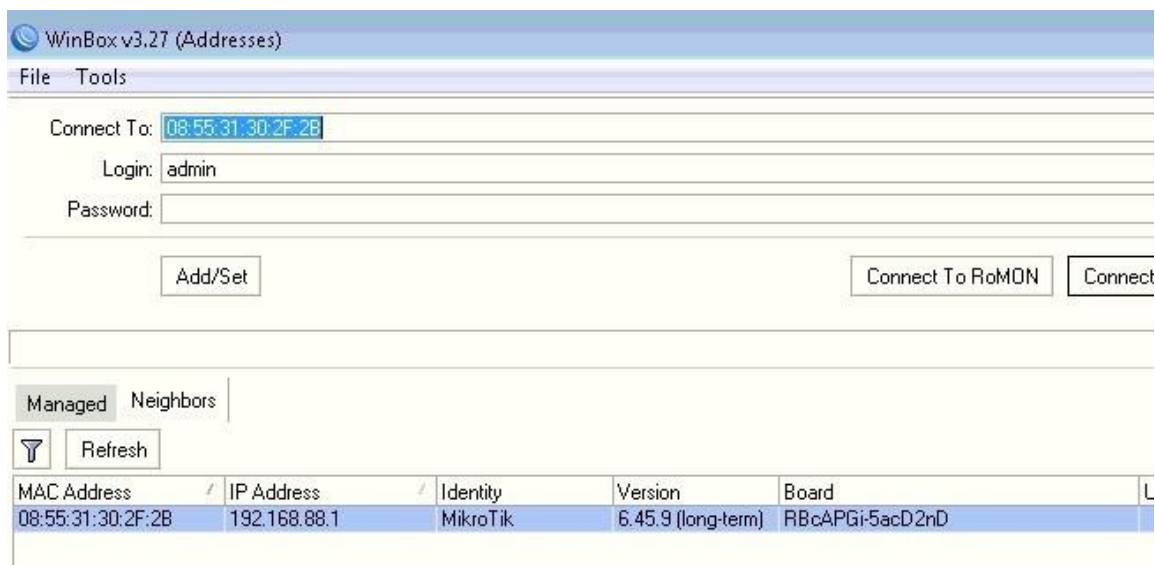 WinBox v3.27 (Addresses)
File Tools
Connect To: 08:55:31:30:2F:2B
Login: admin
Password:
Add/Set Connect To RoMON Connect
Managed Neighbors
Refresh
MAC Address IP Address Identity Version Board
08:55:31:30:2F:2B 192.168.88.1 MikroTik 6.45.9 (long-term) RBcAPGi-5acD2nD